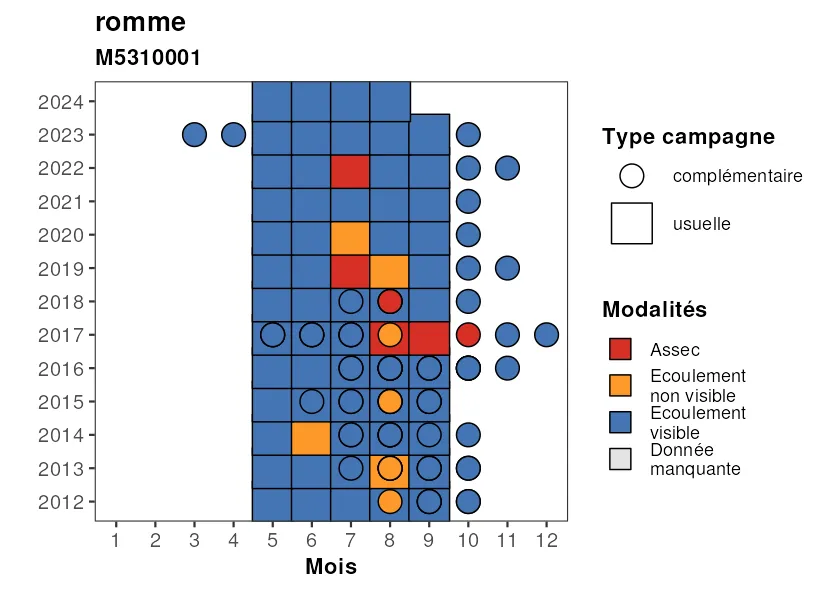 romme
M5310001
2024
2023
2022
2021
2020
2019
2018
2017
2016
2015
2014
2013
2012
1 2 3 4 5 6 7 8 9 10 11 12
Mois
Type campagne
complémentaire
usuelle
Modalités
Assec
Ecoulement
non visible
Ecoulement
visible
Donnée
manquante